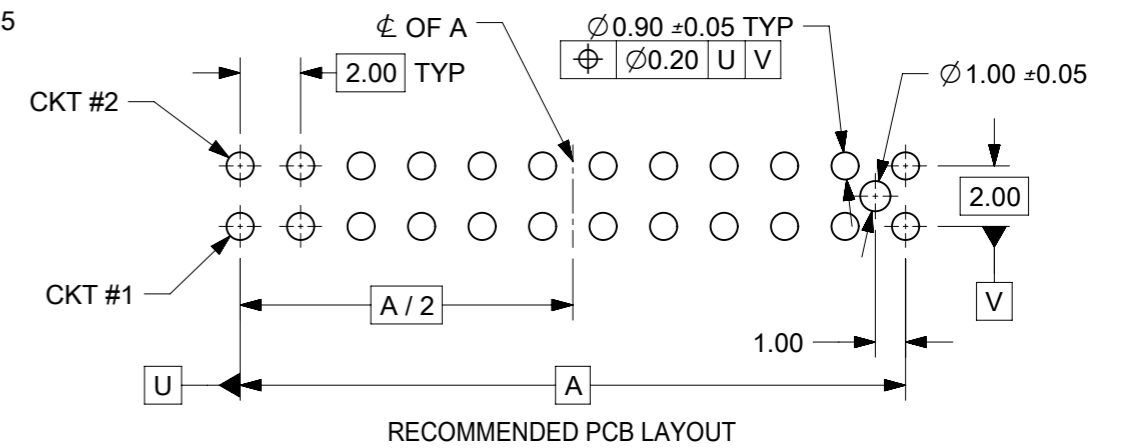 5
℄ OF A
⌀0.90 ±0.05 TYP
⌖ ⌀0.20 U V
2.00 TYP
⌀1.00 ±0.05
CKT #2
2.00
CKT #1
A / 2
V
1.00
U
A
RECOMMENDED PCB LAYOUT